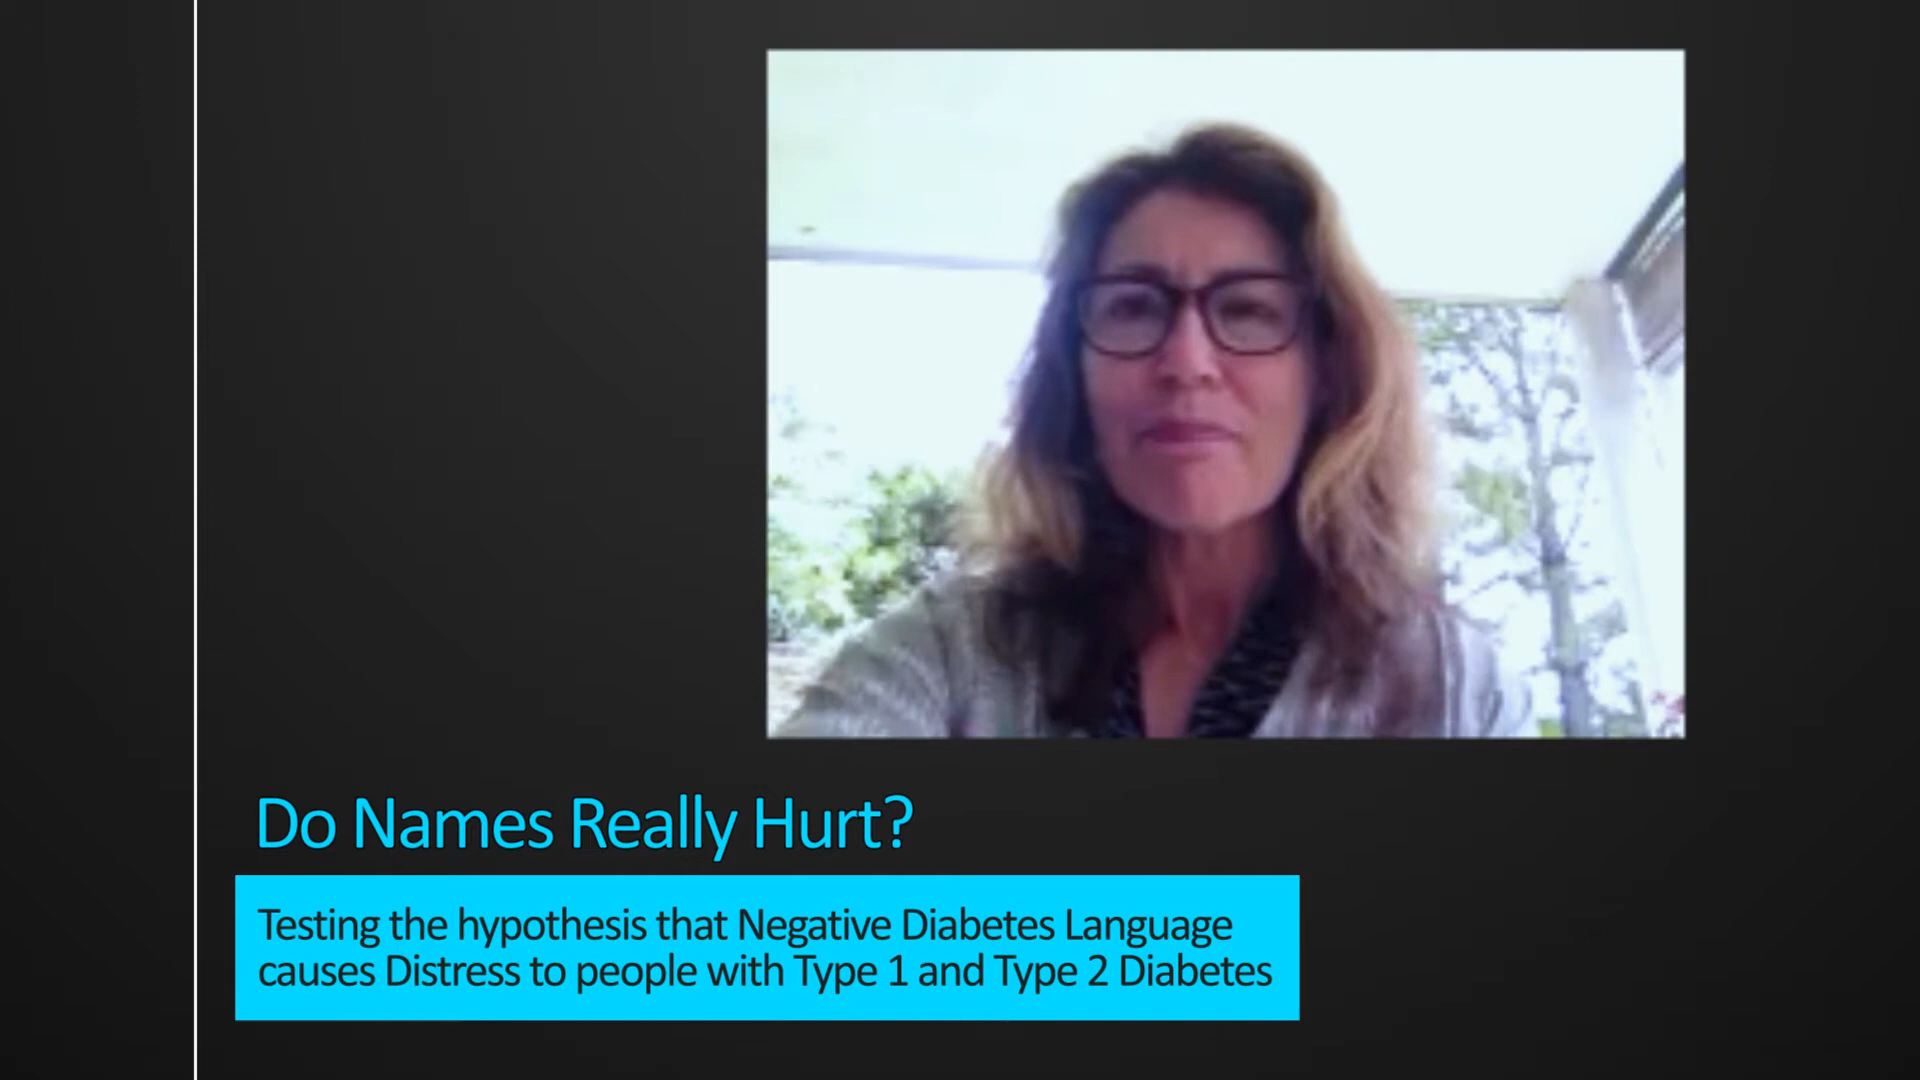 Do Names Really Hurt?
Testing the hypothesis that Negative Diabetes Language
causes Distress to people with Type 1 and Type 2 Diabetes